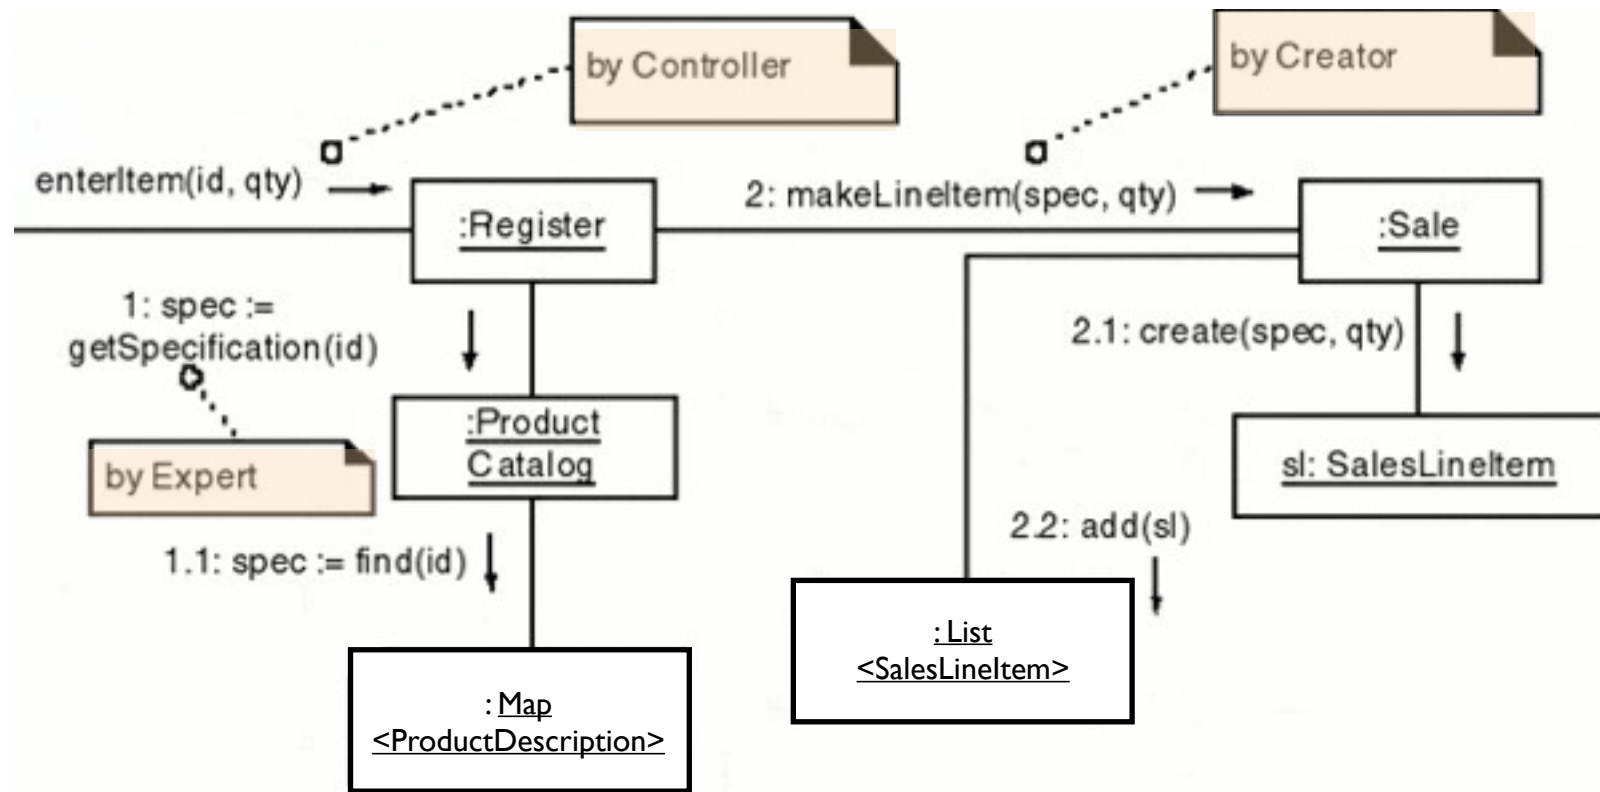 by Controller
by Creator
enterItem(id, qty)
:Register
2: makeLineItem(spec, qty)
:Sale
1: spec :=
getSpecification(id)
2.1: create(spec, qty)
:Product
Catalog
by Expert
sl: SalesLineItem
1.1: spec := find(id)
2.2: add(sl)
: List
<SalesLineItem>
: Map
<ProductDescription>